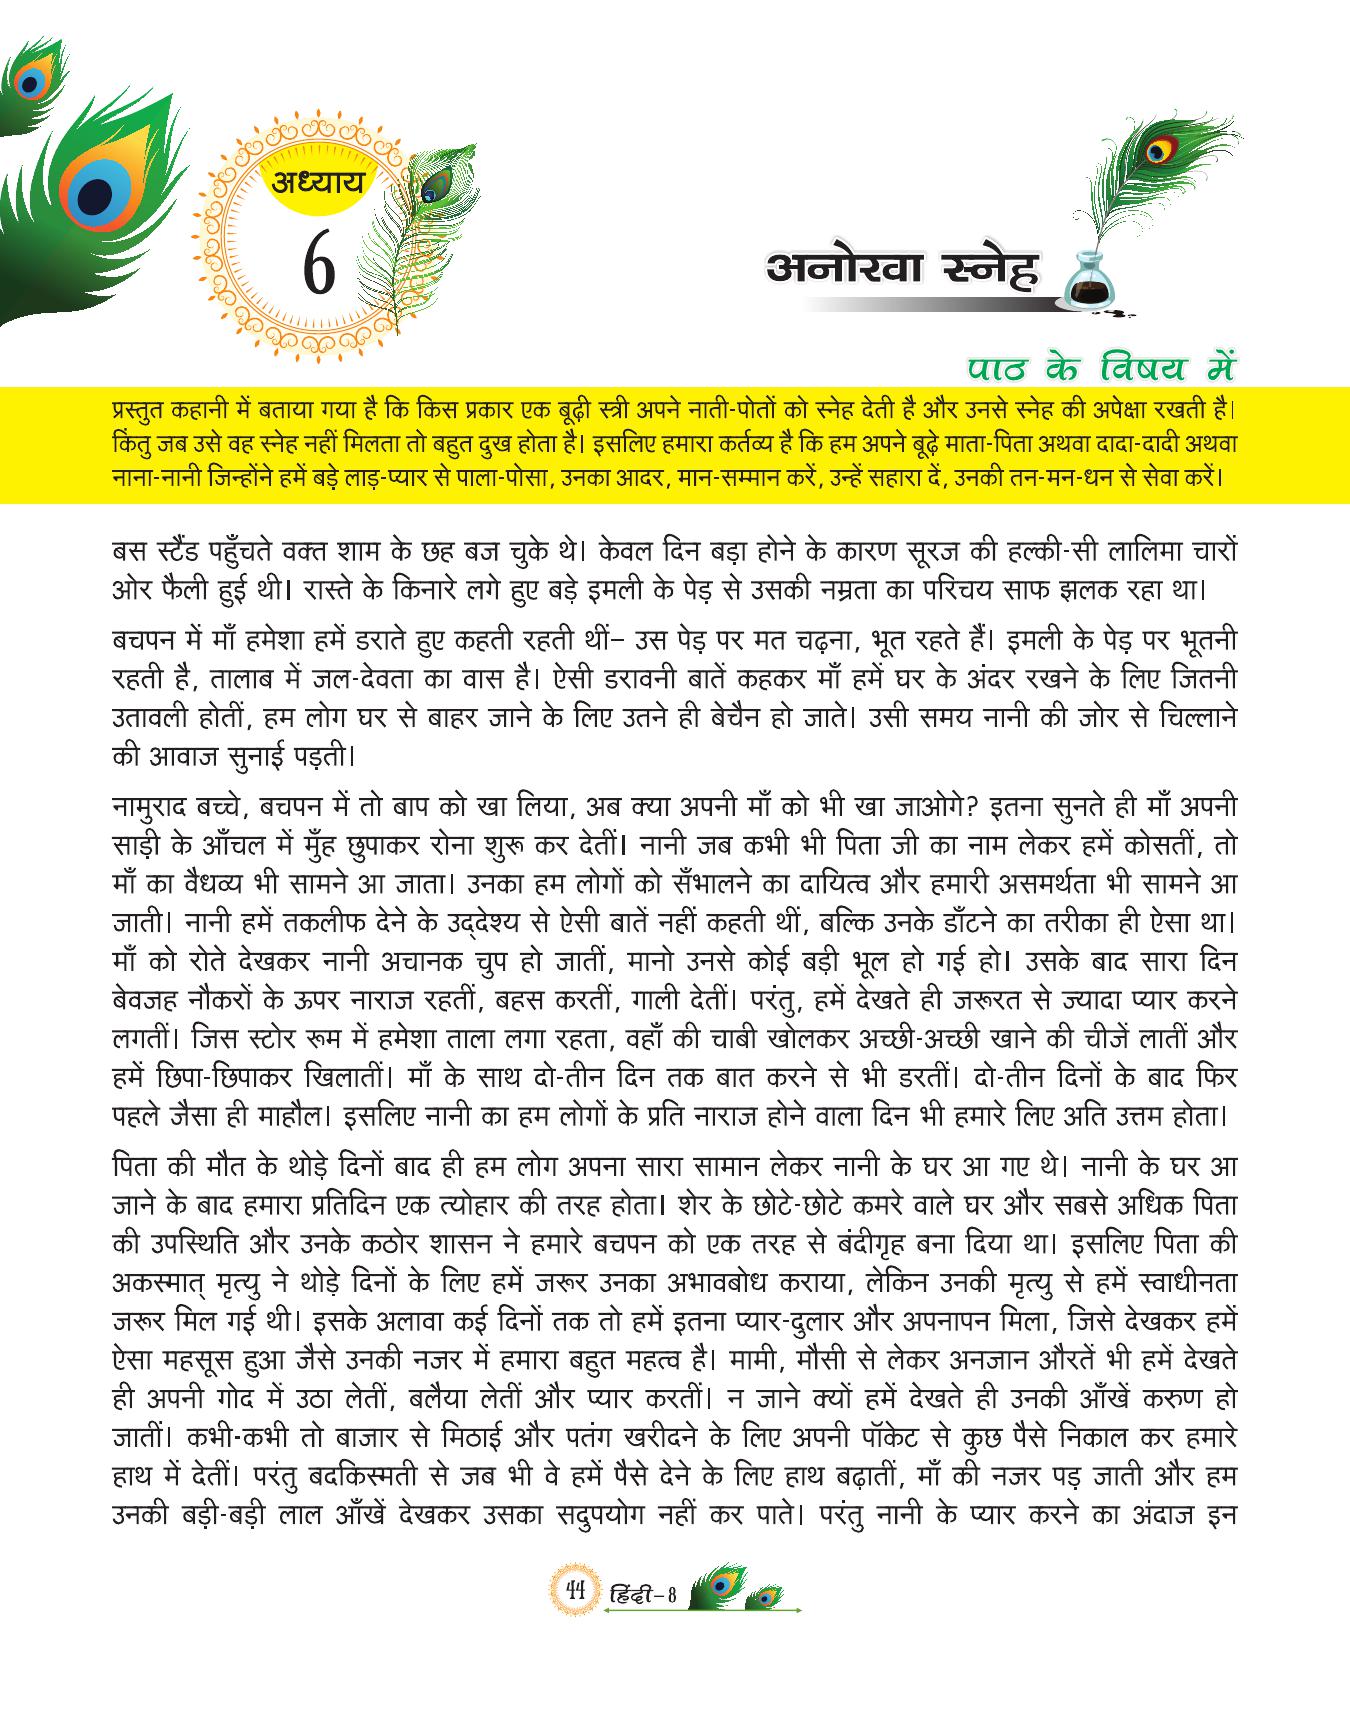 अध्याय
6
अनोखा स्नेह
पाठ के विषय में
प्रस्तुत कहानी में बताया गया है कि किस प्रकार एक बूढ़ी स्त्री अपने नाती-पोतों को स्नेह देती है और उनसे स्नेह की अपेक्षा रखती है।
किंतु जब उसे वह स्नेह नहीं मिलता तो बहुत दुख होता है। इसलिए हमारा कर्तव्य है कि हम अपने बूढ़े माता-पिता अथवा दादा-दादी अथवा
नाना-नानी जिन्होंने हमें बड़े लाड़-प्यार से पाला-पोसा, उनका आदर, मान-सम्मान करें, उन्हें सहारा दें, उनकी तन-मन-धन से सेवा करें।
बस स्टैंड पहुँचते वक्त शाम के छह बज चुके थे। केवल दिन बड़ा होने के कारण सूरज की हल्की-सी लालिमा चारों
ओर फैली हुई थी। रास्ते के किनारे लगे हुए बड़े इमली के पेड़ से उसकी नम्रता का परिचय साफ झलक रहा था।
बचपन में माँ हमेशा हमें डराते हुए कहती रहती थीं– उस पेड़ पर मत चढ़ना, भूत रहते हैं। इमली के पेड़ पर भूतनी
रहती है, तालाब में जल-देवता का वास है। ऐसी डरावनी बातें कहकर माँ हमें घर के अंदर रखने के लिए जितनी
उतावली होतीं, हम लोग घर से बाहर जाने के लिए उतने ही बेचैन हो जाते। उसी समय नानी की जोर से चिल्लाने
की आवाज सुनाई पड़ती।
नामुराद बच्चे, बचपन में तो बाप को खा लिया, अब क्या अपनी माँ को भी खा जाओगे? इतना सुनते ही माँ अपनी
साड़ी के आँचल में मुँह छुपाकर रोना शुरू कर देतीं। नानी जब कभी भी पिता जी का नाम लेकर हमें कोसतीं, तो
माँ का वैधव्य भी सामने आ जाता। उनका हम लोगों को सँभालने का दायित्व और हमारी असमर्थता भी सामने आ
जाती। नानी हमें तकलीफ देने के उद्देश्य से ऐसी बातें नहीं कहती थीं, बल्कि उनके डाँटने का तरीका ही ऐसा था।
माँ को रोते देखकर नानी अचानक चुप हो जातीं, मानो उनसे कोई बड़ी भूल हो गई हो। उसके बाद सारा दिन
बेवजह नौकरों के ऊपर नाराज रहतीं, बहस करतीं, गाली देतीं। परंतु, हमें देखते ही जरूरत से ज्यादा प्यार करने
लगतीं। जिस स्टोर रूम में हमेशा ताला लगा रहता, वहाँ की चाबी खोलकर अच्छी-अच्छी खाने की चीजें लातीं और
हमें छिपा-छिपाकर खिलातीं। माँ के साथ दो-तीन दिन तक बात करने से भी डरतीं। दो-तीन दिनों के बाद फिर
पहले जैसा ही माहौल। इसलिए नानी का हम लोगों के प्रति नाराज होने वाला दिन भी हमारे लिए अति उत्तम होता।
पिता की मौत के थोड़े दिनों बाद ही हम लोग अपना सारा सामान लेकर नानी के घर आ गए थे। नानी के घर आ
जाने के बाद हमारा प्रतिदिन एक त्योहार की तरह होता। शेर के छोटे-छोटे कमरे वाले घर और सबसे अधिक पिता
की उपस्थिति और उनके कठोर शासन ने हमारे बचपन को एक तरह से बंदीगृह बना दिया था। इसलिए पिता की
अकस्मात् मृत्यु ने थोड़े दिनों के लिए हमें जरूर उनका अभावबोध कराया, लेकिन उनकी मृत्यु से हमें स्वाधीनता
जरूर मिल गई थी। इसके अलावा कई दिनों तक तो हमें इतना प्यार-दुलार और अपनापन मिला, जिसे देखकर हमें
ऐसा महसूस हुआ जैसे उनकी नजर में हमारा बहुत महत्व है। मामी, मौसी से लेकर अनजान औरतें भी हमें देखते
ही अपनी गोद में उठा लेतीं, बलैया लेतीं और प्यार करतीं। न जाने क्यों हमें देखते ही उनकी आँखें करुण हो
जातीं। कभी-कभी तो बाजार से मिठाई और पतंग खरीदने के लिए अपनी पॉकेट से कुछ पैसे निकाल कर हमारे
हाथ में देतीं। परंतु बदकिस्मती से जब भी वे हमें पैसे देने के लिए हाथ बढ़ातीं, माँ की नजर पड़ जाती और हम
उनकी बड़ी-बड़ी लाल आँखें देखकर उसका सदुपयोग नहीं कर पाते। परंतु नानी के प्यार करने का अंदाज इन
44 हिंदी–8